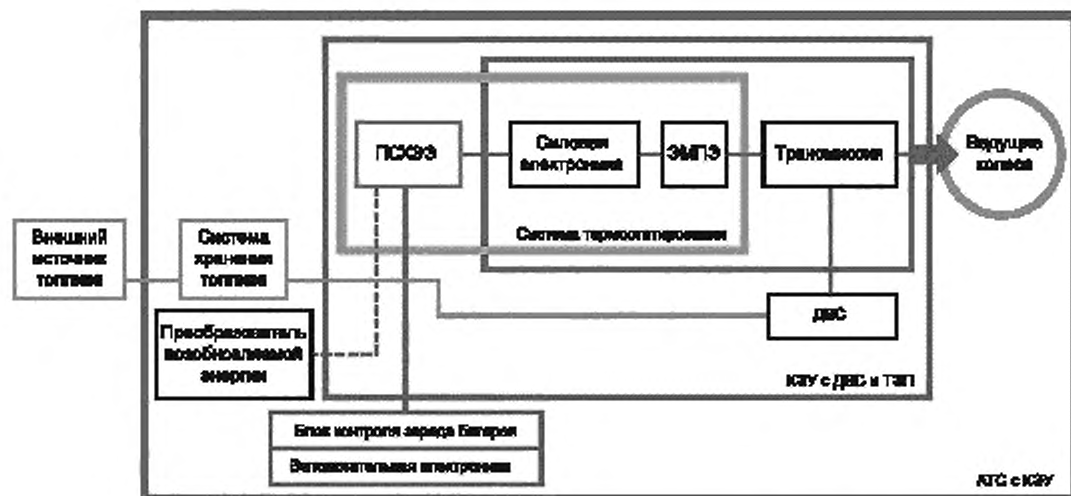 ПСХЭЭ
Силовая
электроника
ЭМПЭ
Трансмиссия
Ведущие
колеса
Система термостатирования
Внешний
источник
топлива
Система
хранения
топлива
ДВС
Преобразователь
возобновляемой
энергии
КЭУ с ДВС и ТЭП
Блок контроля заряда батареи
Вспомогательная электроника
АТС с КЭУ